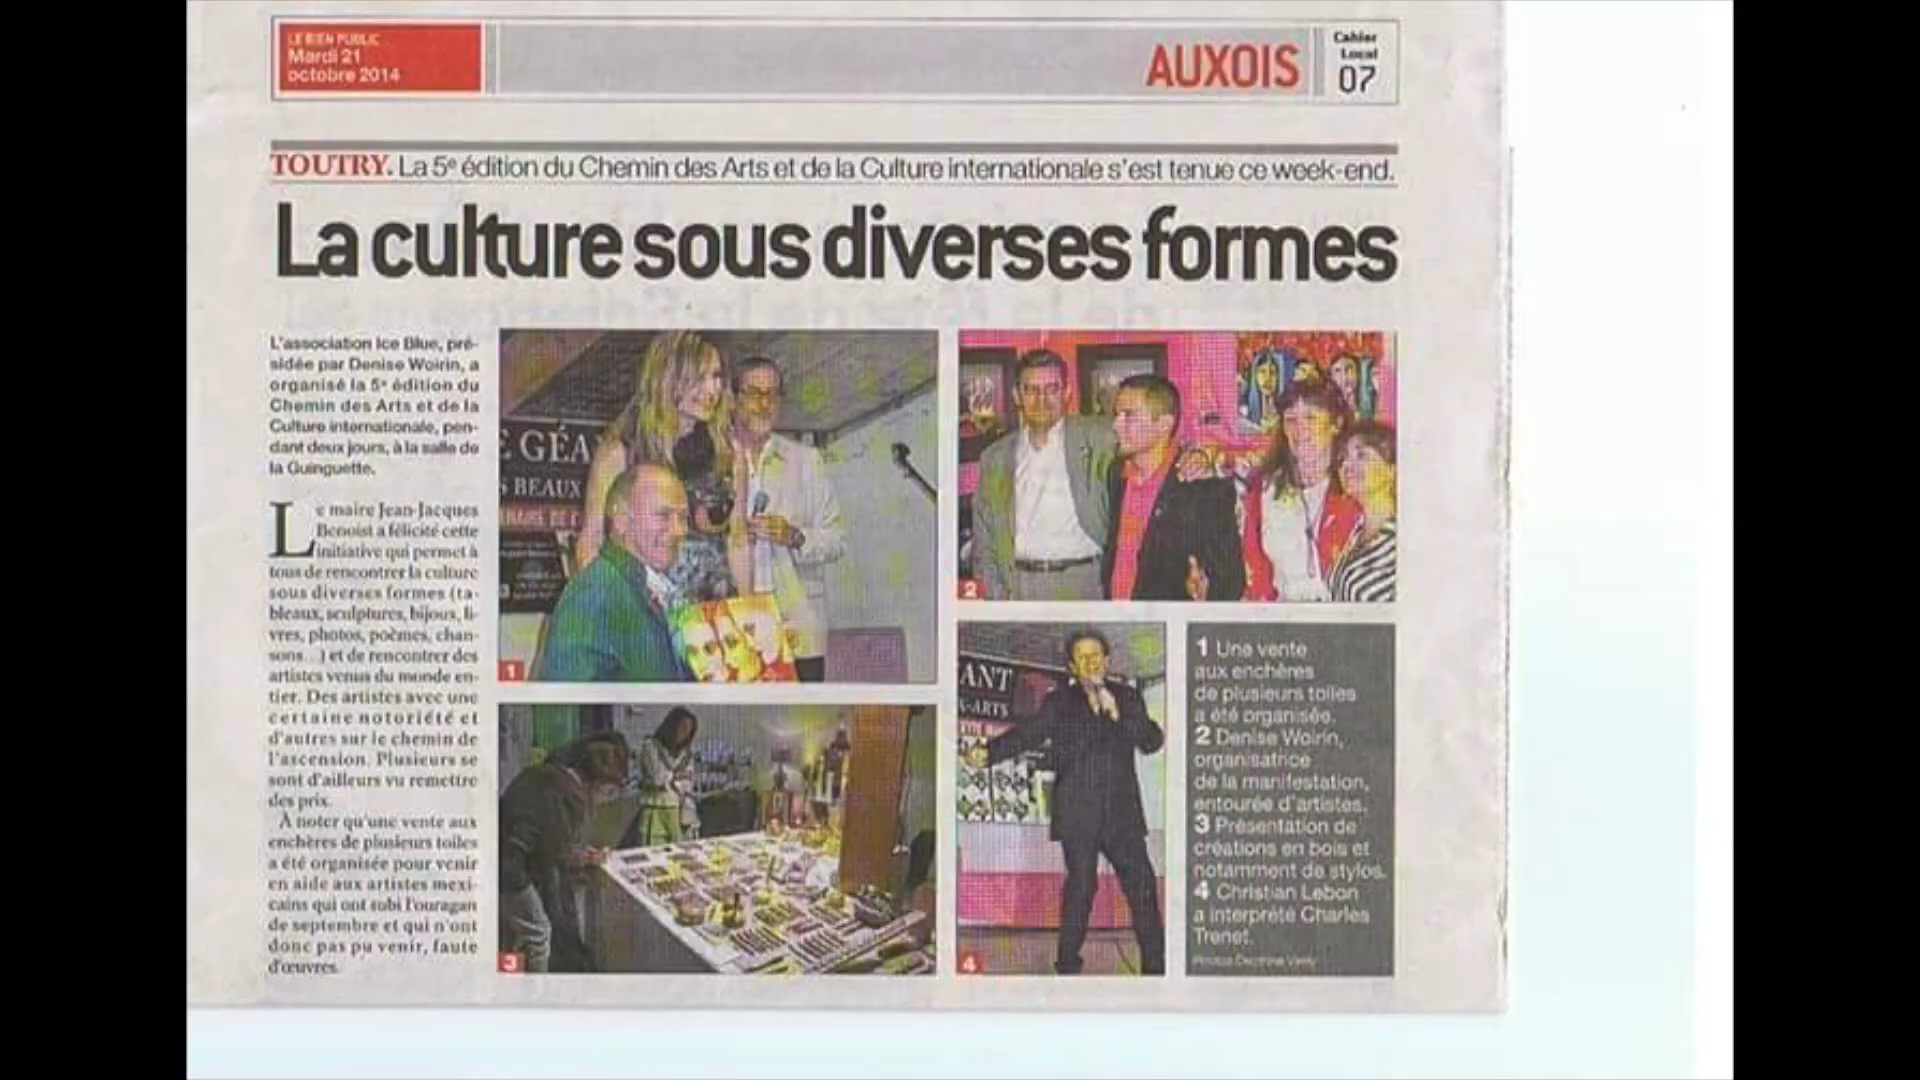 LE BIEN PUBLIC
Mardi 21
octobre 2014
AUXOIS
Cahier
Local
07
TOUTRY. La 5e édition du Chemin des Arts et de la Culture internationale s'est tenue ce week-end.
La culture sous diverses formes
L'association Ice Blue, pré-
sidée par Denise Woirin, a
organisé la 5e édition du
Chemin des Arts et de la
Culture internationale, pen-
dant deux jours, à la salle de
la Guinguette.
Le maire Jean-Jacques
Benoist a félicité cette
initiative qui permet à
tous de rencontrer la culture
sous diverses formes (ta-
bleaux, sculptures, bijoux, li-
vres, photos, poèmes, chan-
sons...) et de rencontrer des
artistes venus du monde en-
tier. Des artistes avec une
certaine notoriété et
d'autres sur le chemin de
l'ascension. Plusieurs se
sont d'ailleurs vu remettre
des prix.
À noter qu'une vente aux
enchères de plusieurs toiles
a été organisée pour venir
en aide aux artistes mexi-
cains qui ont subi l'ouragan
de septembre et qui n'ont
donc pas pu venir, faute
d'œuvres.
E GÉA
S BEAUX
1
2
3
ANT
X-ARTS
4
1 Une vente
aux enchères
de plusieurs toiles
a été organisée.
2 Denise Woirin,
organisatrice
de la manifestation,
entourée d'artistes.
3 Présentation de
créations en bois et
notamment de stylos.
4 Christian Lebon
a interprété Charles
Trenet.
Photos